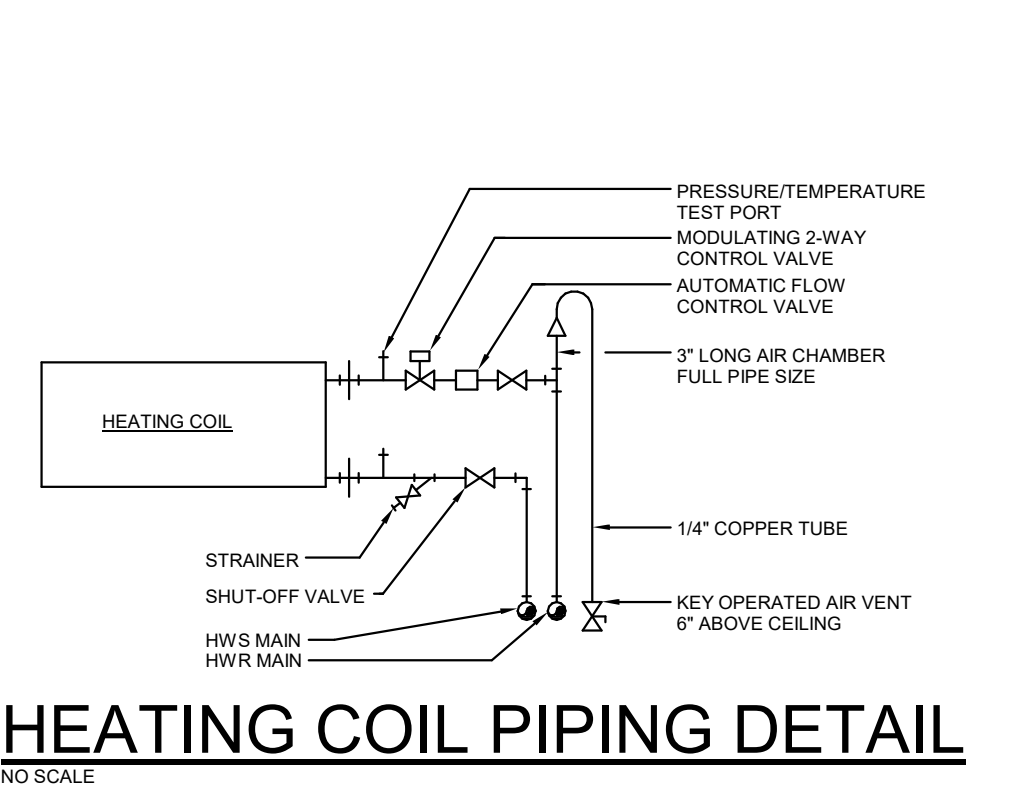 PRESSURE/TEMPERATURE
TEST PORT
MODULATING 2-WAY
CONTROL VALVE
AUTOMATIC FLOW
CONTROL VALVE
3" LONG AIR CHAMBER
FULL PIPE SIZE
HEATING COIL
1/4" COPPER TUBE
STRAINER
SHUT-OFF VALVE
KEY OPERATED AIR VENT
6" ABOVE CEILING
HWS MAIN
HWR MAIN
HEATING COIL PIPING DETAIL
NO SCALE